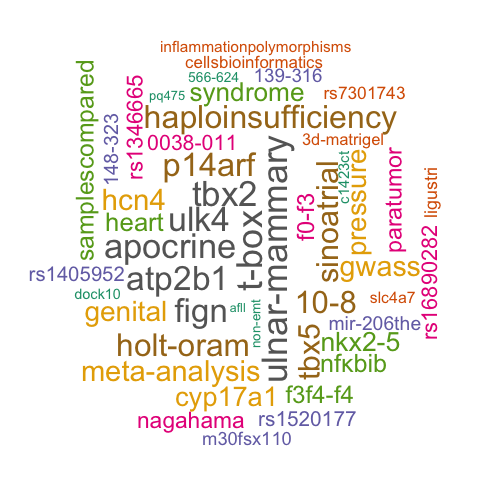 inflammationpolymorphisms
cellsbioinformatics
566-624
139-316
pq475
syndrome
rs7301743
samplescompared
148-323
rs1346665
haploinsufficiency
0038-011
3d-matrigel
p14arf
c1423ct
ligustri
hcn4
tbx2
t-box
ulnar-mammary
f0-f3
sinoatrial
pressure
paratumor
rs16890282
heart
ulk4
apocrine
gwass
rs1405952
atp2b1
dock10
genital
fign
afll
non-emt
10-8
slc4a7
mir-206the
holt-oram
tbx5
nkx2-5
nfκbib
meta-analysis
cyp17a1
f3f4-f4
nagahama
rs1520177
m30fsx110